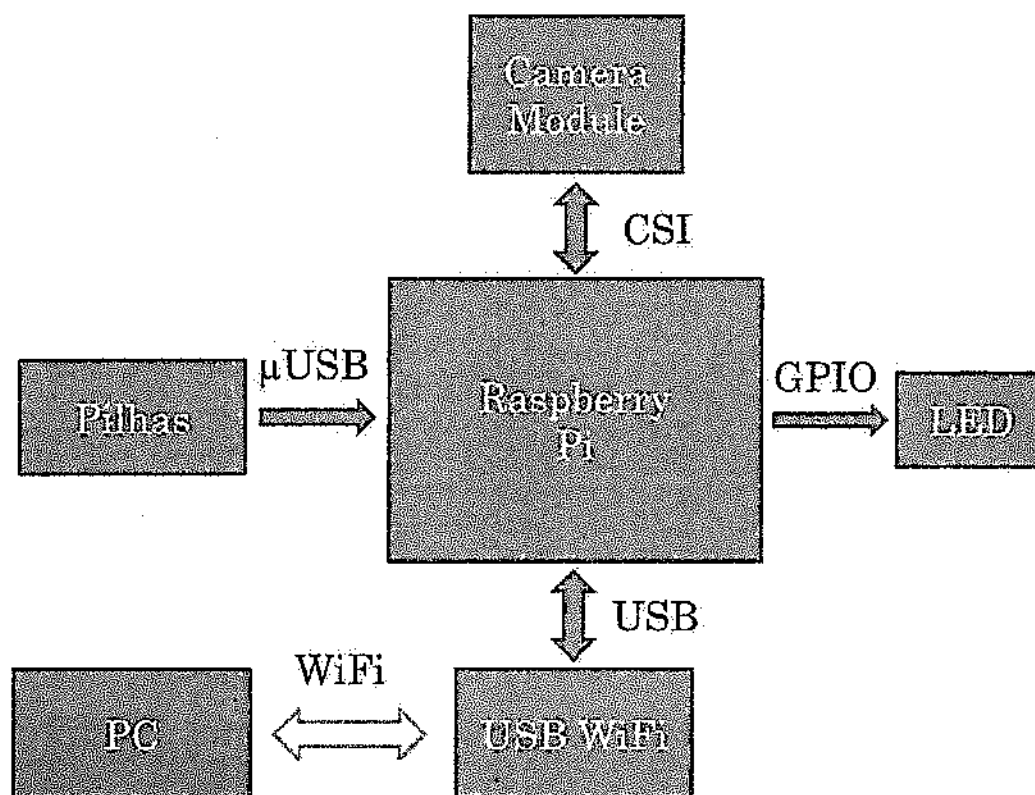 Camera
Module
CSI
µUSB
GPIO
Pilhas
Raspberry
Pi
LED
USB
WiFi
PC
USB WiFi